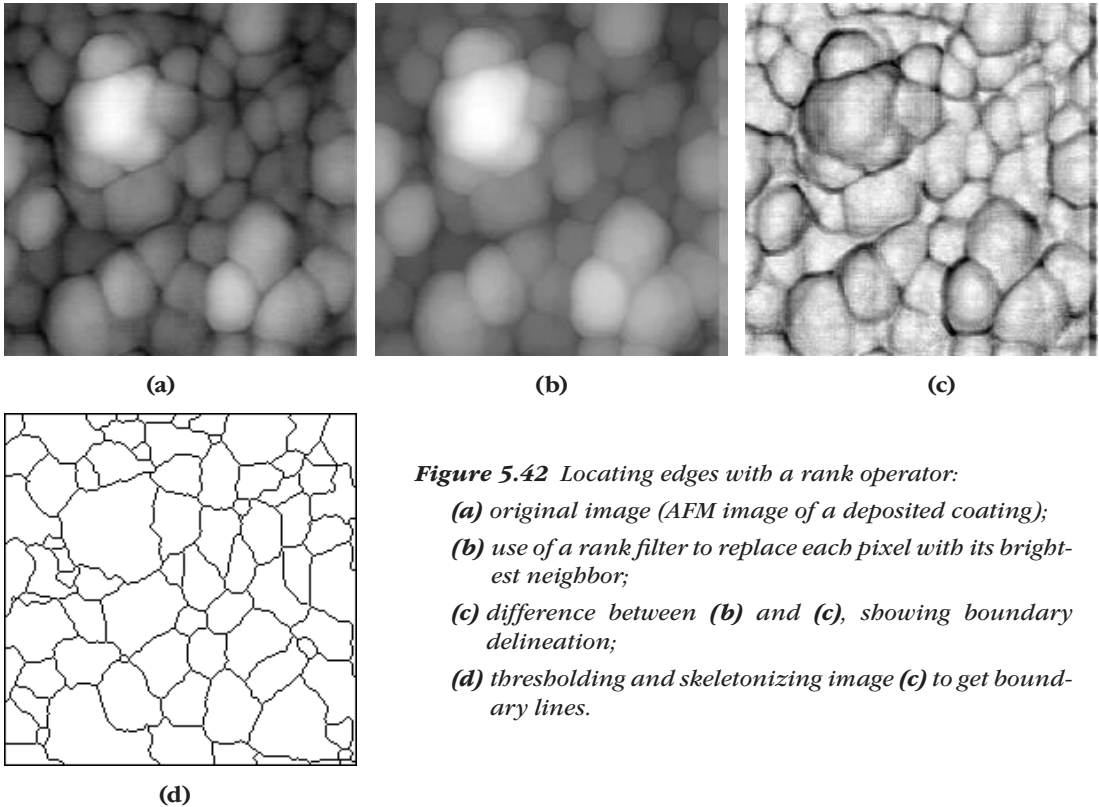 (a)
(b)
(c)
(d)
Figure 5.42 Locating edges with a rank operator:
(a) original image (AFM image of a deposited coating);
(b) use of a rank filter to replace each pixel with its bright-
est neighbor;
(c) difference between (b) and (c), showing boundary
delineation;
(d) thresholding and skeletonizing image (c) to get bound-
ary lines.